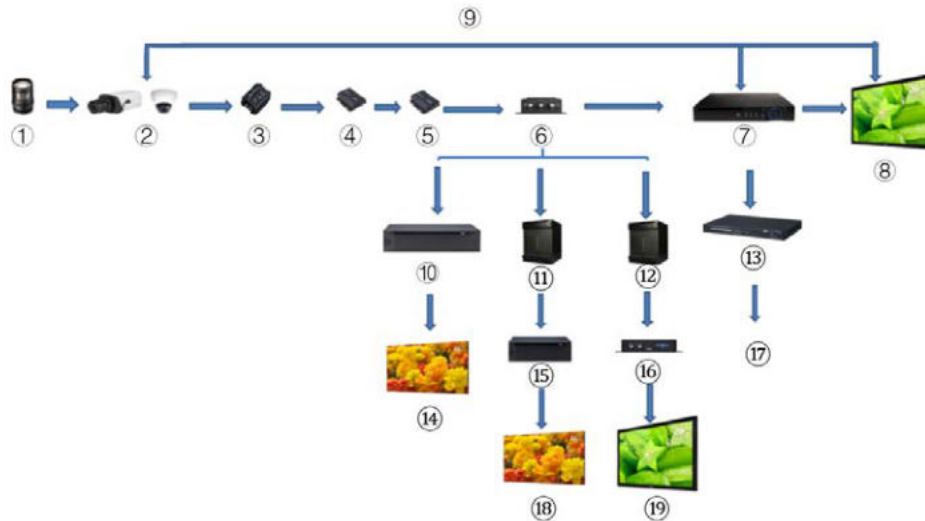 ⑨
① ② ③ ④ ⑤ ⑥ ⑦ ⑧
⑩ ⑪ ⑫ ⑬
⑭ ⑮ ⑯ ⑰
⑱ ⑲